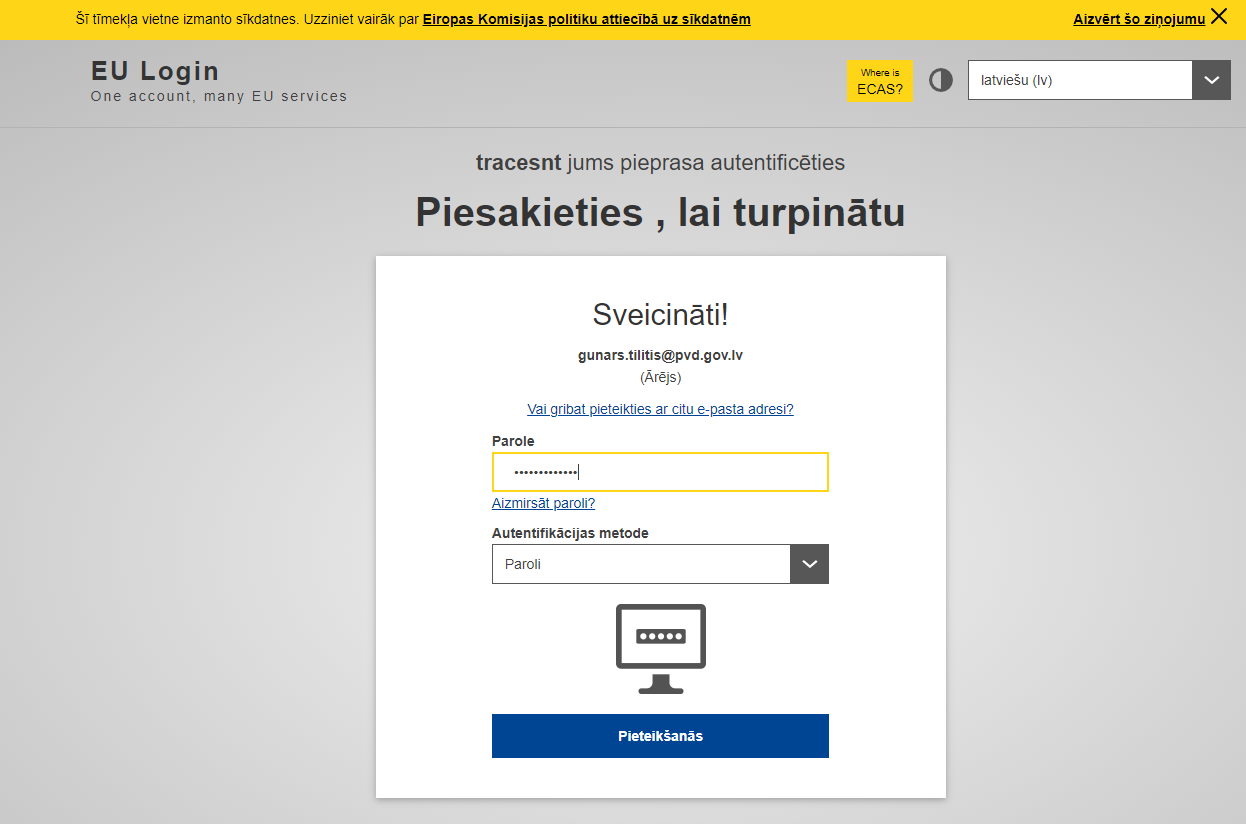 Šī tīmekļa vietne izmanto sīkdatnes. Uzziniet vairāk par Eiropas Komisijas politiku attiecībā uz sīkdatnēm
Aizvērt šo ziņojumu
EU Login
One account, many EU services
Where is
ECAS?
latviešu (lv)
tracesnt jums pieprasa autentificēties
Piesakieties , lai turpinātu
Sveicināti!
gunars.tilitis@pvd.gov.lv
(Ārējs)
Vai gribat pieteikties ar citu e-pasta adresi?
Parole
•••••••••••••
Aizmirsāt paroli?
Autentifikācijas metode
Paroli
Pieteikšanās